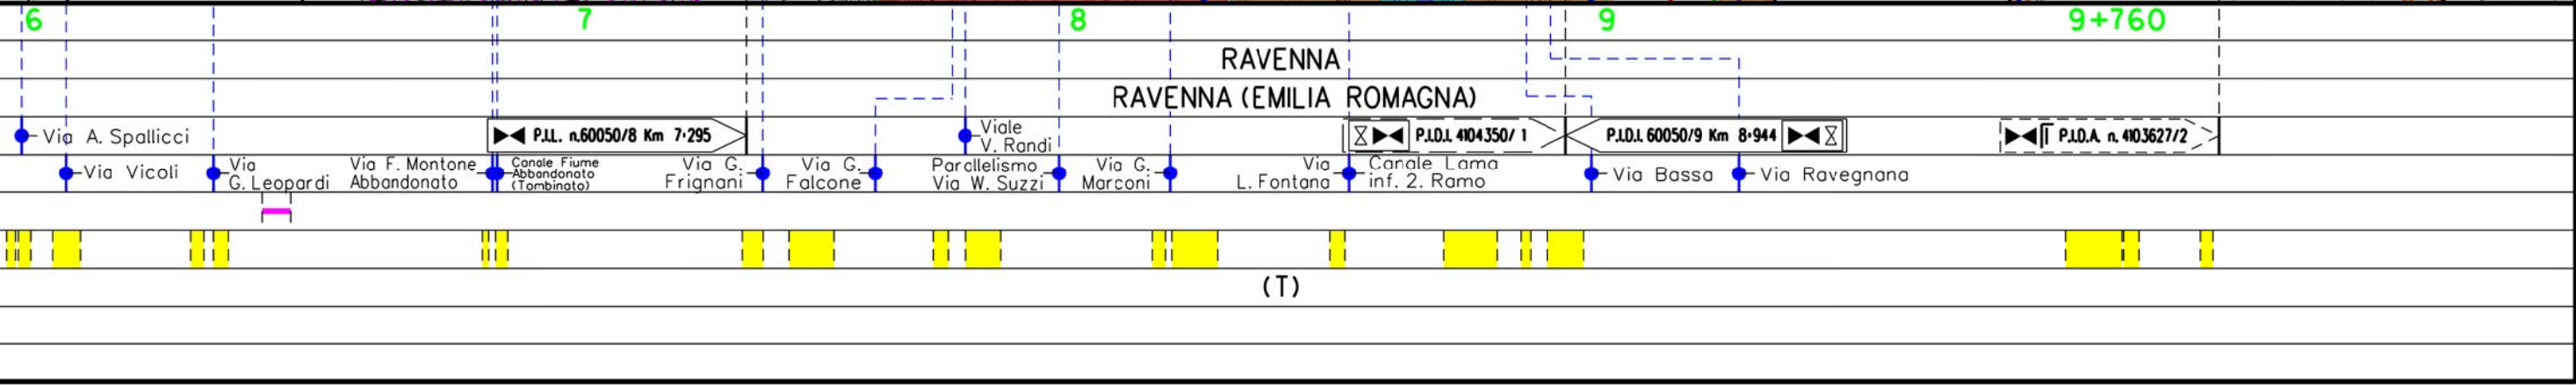 6 7 8 9 9+760
RAVENNA
RAVENNA (EMILIA ROMAGNA)
Via A. Spallicci
P.I.L. n.60050/8 Km 7+295
Viale
V. Randi
P.I.D.I. 4104350/ 1
P.I.D.I. 60050/9 Km 8+944
P.I.D.A. n. 4103627/2
Via Vicoli
Via
G. Leopardi
Via F. Montone
Abbandonato
Canale Fiume
Abbandonato
(Tombinato)
Via G.
Frignani
Via G.
Falcone
Parallelismo
Via W. Suzzi
Via G.
Marconi
Via
L. Fontana
Canale Lama
inf. 2. Ramo
Via Bassa
Via Ravegnana
(T)